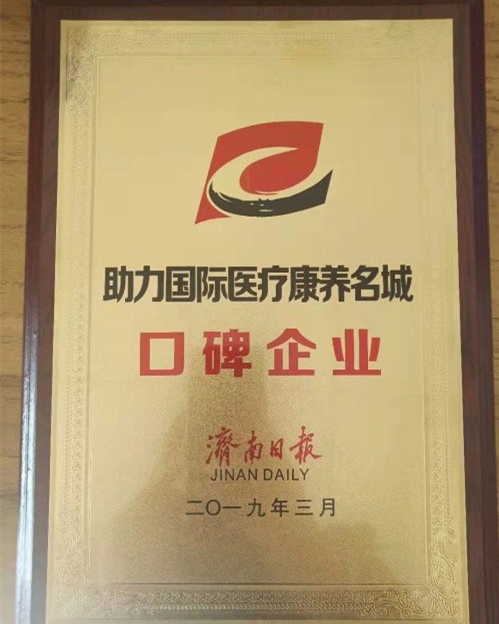 助力国际医疗康养名城
口碑企业
濟南日报
JINAN DAILY
二〇一九年三月